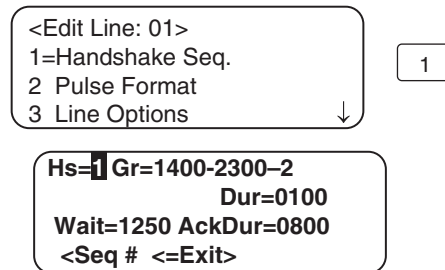 <Edit Line: 01>
1=Handshake Seq.
2 Pulse Format
3 Line Options ↓
1
Hs=1 Gr=1400-2300–2
Dur=0100
Wait=1250 AckDur=0800
<Seq # <=Exit>